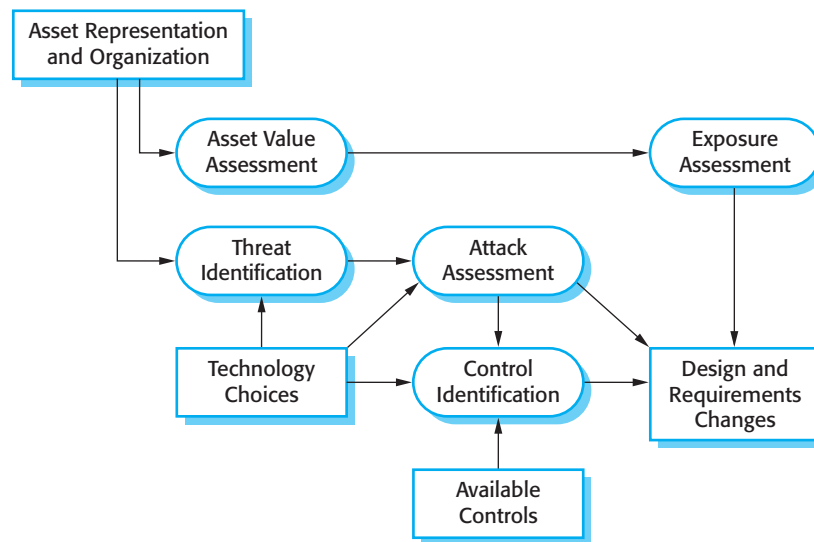 Asset Representation
and Organization
Asset Value
Assessment
Exposure
Assessment
Threat
Identification
Attack
Assessment
Technology
Choices
Control
Identification
Design and
Requirements
Changes
Available
Controls